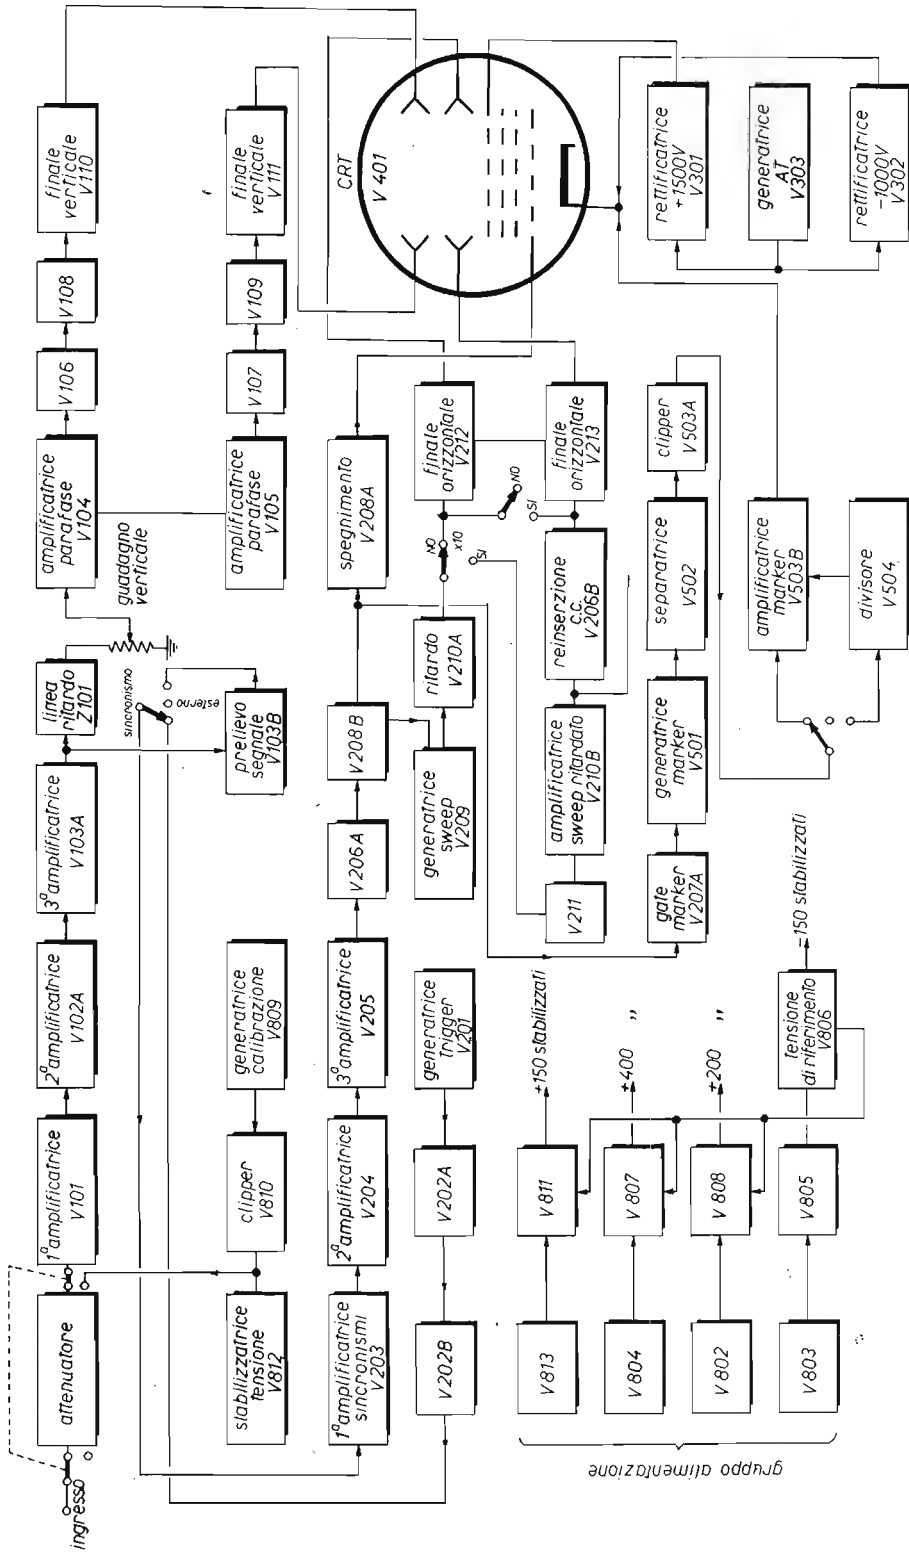 ingresso
attenuatore
1ª amplificatrice
V101
2ª amplificatrice
V102A
3ª amplificatrice
V103A
linea
ritardo
Z101
guadagno
verticale
amplificatrice
parafase
V104
V106
V108
finale
verticale
V110
amplificatrice
parafase
V105
V107
V109
finale
verticale
V111
sincronismo
esterno
prelievo
segnale
V103B
stabilizzatrice
tensione
V812
clipper
V810
generatrice
calibrazione
V809
CRT
V401
1ª amplificatrice
sincronismi
V203
2ª amplificatrice
V204
3ª amplificatrice
V205
V206A
V208B
spegnimento
V208A
V202B
V202A
generatrice
trigger
V201
generatrice
sweep
V209
ritardo
V210A
NO
x10
SI
finale
orizzontale
V212
NO
SI
finale
orizzontale
V213
V211
amplificatrice
sweep ritardato
V210B
reinserzione
c.c.
V206B
gate
marker
V207A
generatrice
marker
V501
separatrice
V502
clipper
V503A
amplificatrice
marker
V503B
divisore
V504
rettificatrice
+1500V
V301
generatrice
AT
V303
rettificatrice
-1000V
V302
gruppo alimentazione
V813
V811
+150 stabilizzati
V804
V807
+400 "
V802
V808
+200 "
V803
V805
tensione
di riferimento
V806
-150 stabilizzati